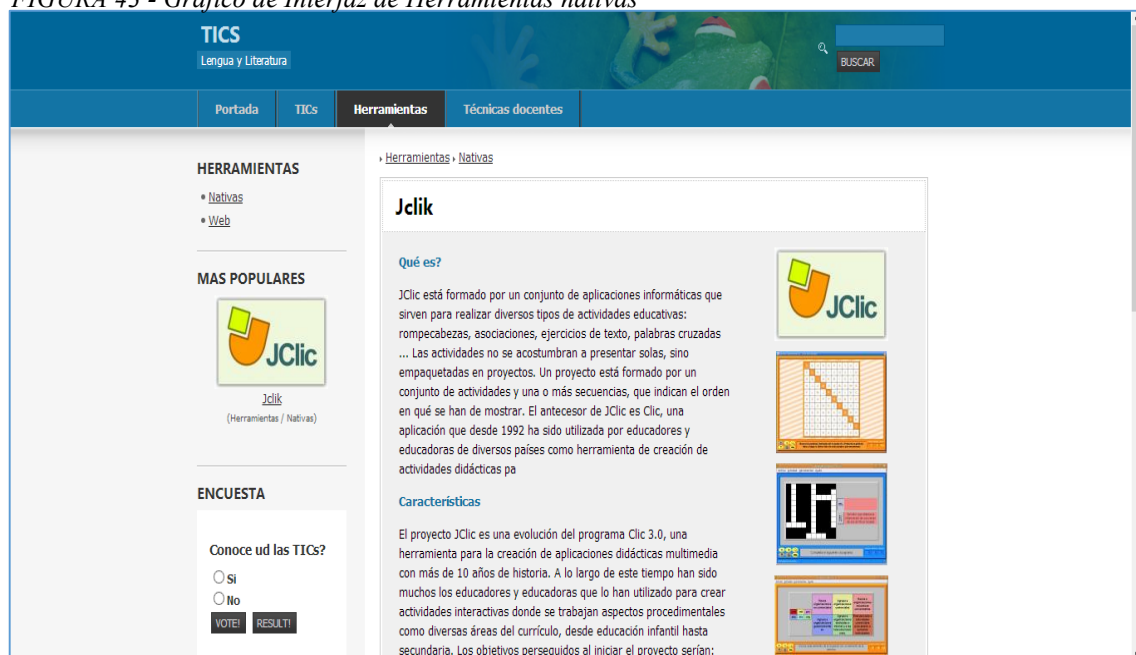 FIGURA 45 - Gráfico de Interfaz de Herramientas nativas
TICS
Lengua y Literatura
BUSCAR
Portada
TICs
Herramientas
Técnicas docentes
HERRAMIENTAS
• Nativas
• Web
MAS POPULARES
JClic
Jclik
(Herramientas / Nativas)
ENCUESTA
Conoce ud las TICs?
Si
No
VOTE! RESULT!
Herramientas Nativas
Jclik
Qué es?
JClic está formado por un conjunto de aplicaciones informáticas que
sirven para realizar diversos tipos de actividades educativas:
rompecabezas, asociaciones, ejercicios de texto, palabras cruzadas
... Las actividades no se acostumbran a presentar solas, sino
empaquetadas en proyectos. Un proyecto está formado por un
conjunto de actividades y una o más secuencias, que indican el orden
en qué se han de mostrar. El antecesor de JClic es Clic, una
aplicación que desde 1992 ha sido utilizada por educadores y
educadoras de diversos países como herramienta de creación de
actividades didácticas pa
Características
El proyecto JClic es una evolución del programa Clic 3.0, una
herramienta para la creación de aplicaciones didácticas multimedia
con más de 10 años de historia. A lo largo de este tiempo han sido
muchos los educadores y educadoras que lo han utilizado para crear
actividades interactivas donde se trabajan aspectos procedimentales
como diversas áreas del currículo, desde educación infantil hasta
secundaria. Los objetivos perseguidos al iniciar el proyecto serían:
JClic